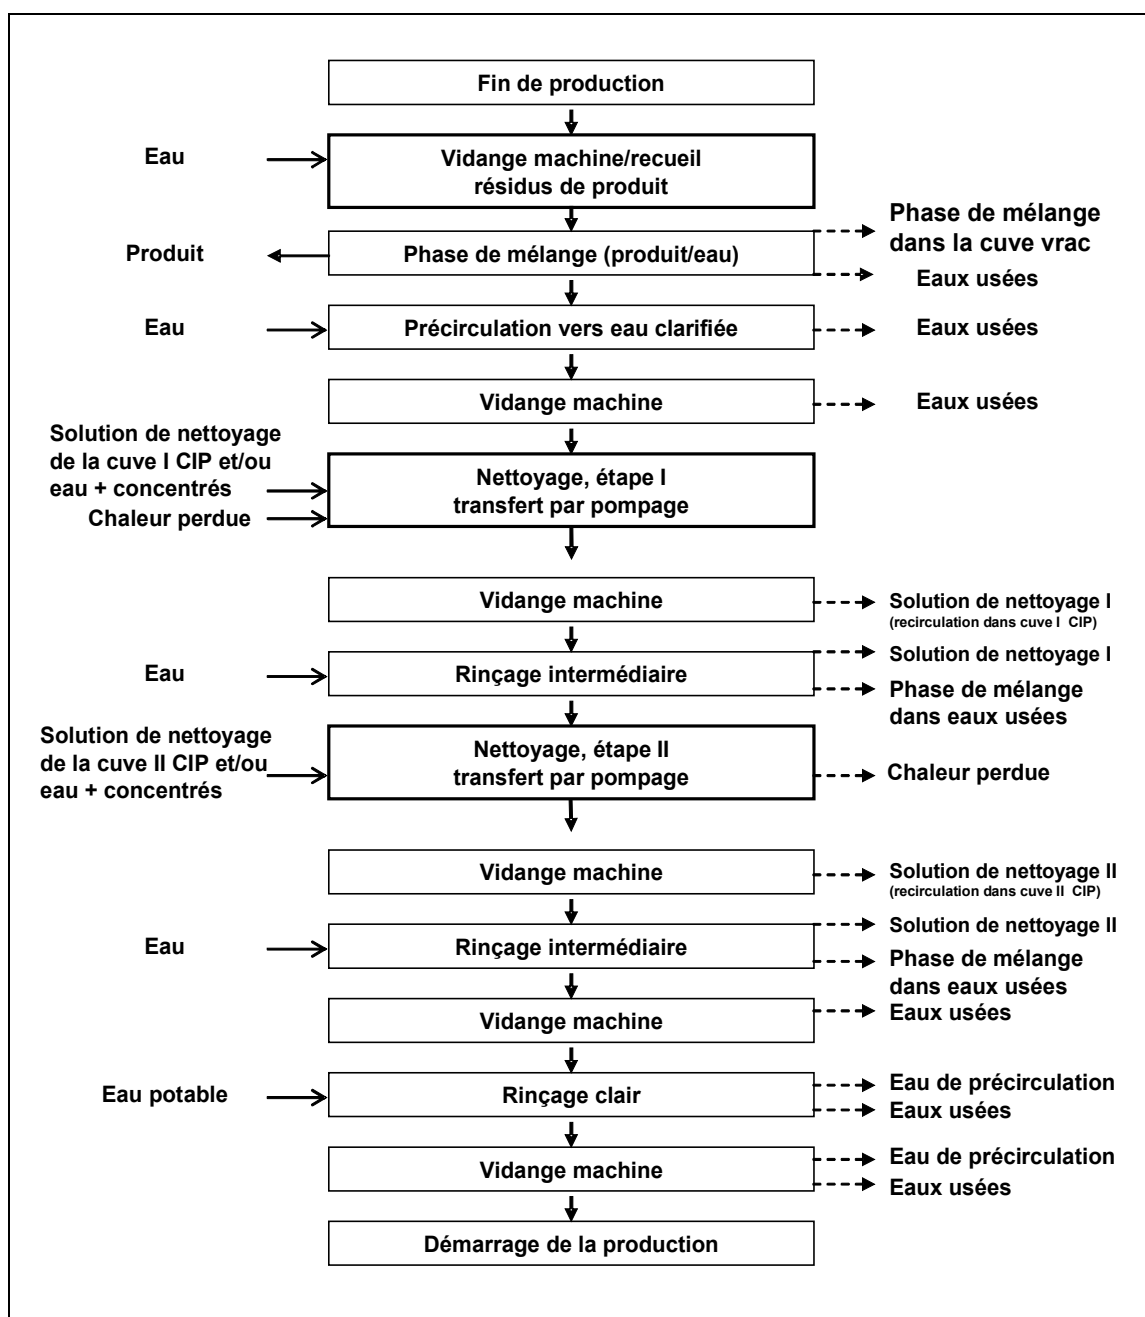 Fin de production
Eau
Vidange machine/recueil
résidus de produit
Produit
Phase de mélange (produit/eau)
Phase de mélange
dans la cuve vrac
Eaux usées
Eau
Précirculation vers eau clarifiée
Eaux usées
Vidange machine
Eaux usées
Solution de nettoyage
de la cuve I CIP et/ou
eau + concentrés
Chaleur perdue
Nettoyage, étape I
transfert par pompage
Vidange machine
Solution de nettoyage I
(recirculation dans cuve I CIP)
Eau
Rinçage intermédiaire
Solution de nettoyage I
Phase de mélange
dans eaux usées
Solution de nettoyage
de la cuve II CIP et/ou
eau + concentrés
Nettoyage, étape II
transfert par pompage
Chaleur perdue
Vidange machine
Solution de nettoyage II
(recirculation dans cuve II CIP)
Eau
Rinçage intermédiaire
Solution de nettoyage II
Phase de mélange
dans eaux usées
Vidange machine
Eaux usées
Eau potable
Rinçage clair
Eau de précirculation
Eaux usées
Vidange machine
Eau de précirculation
Eaux usées
Démarrage de la production